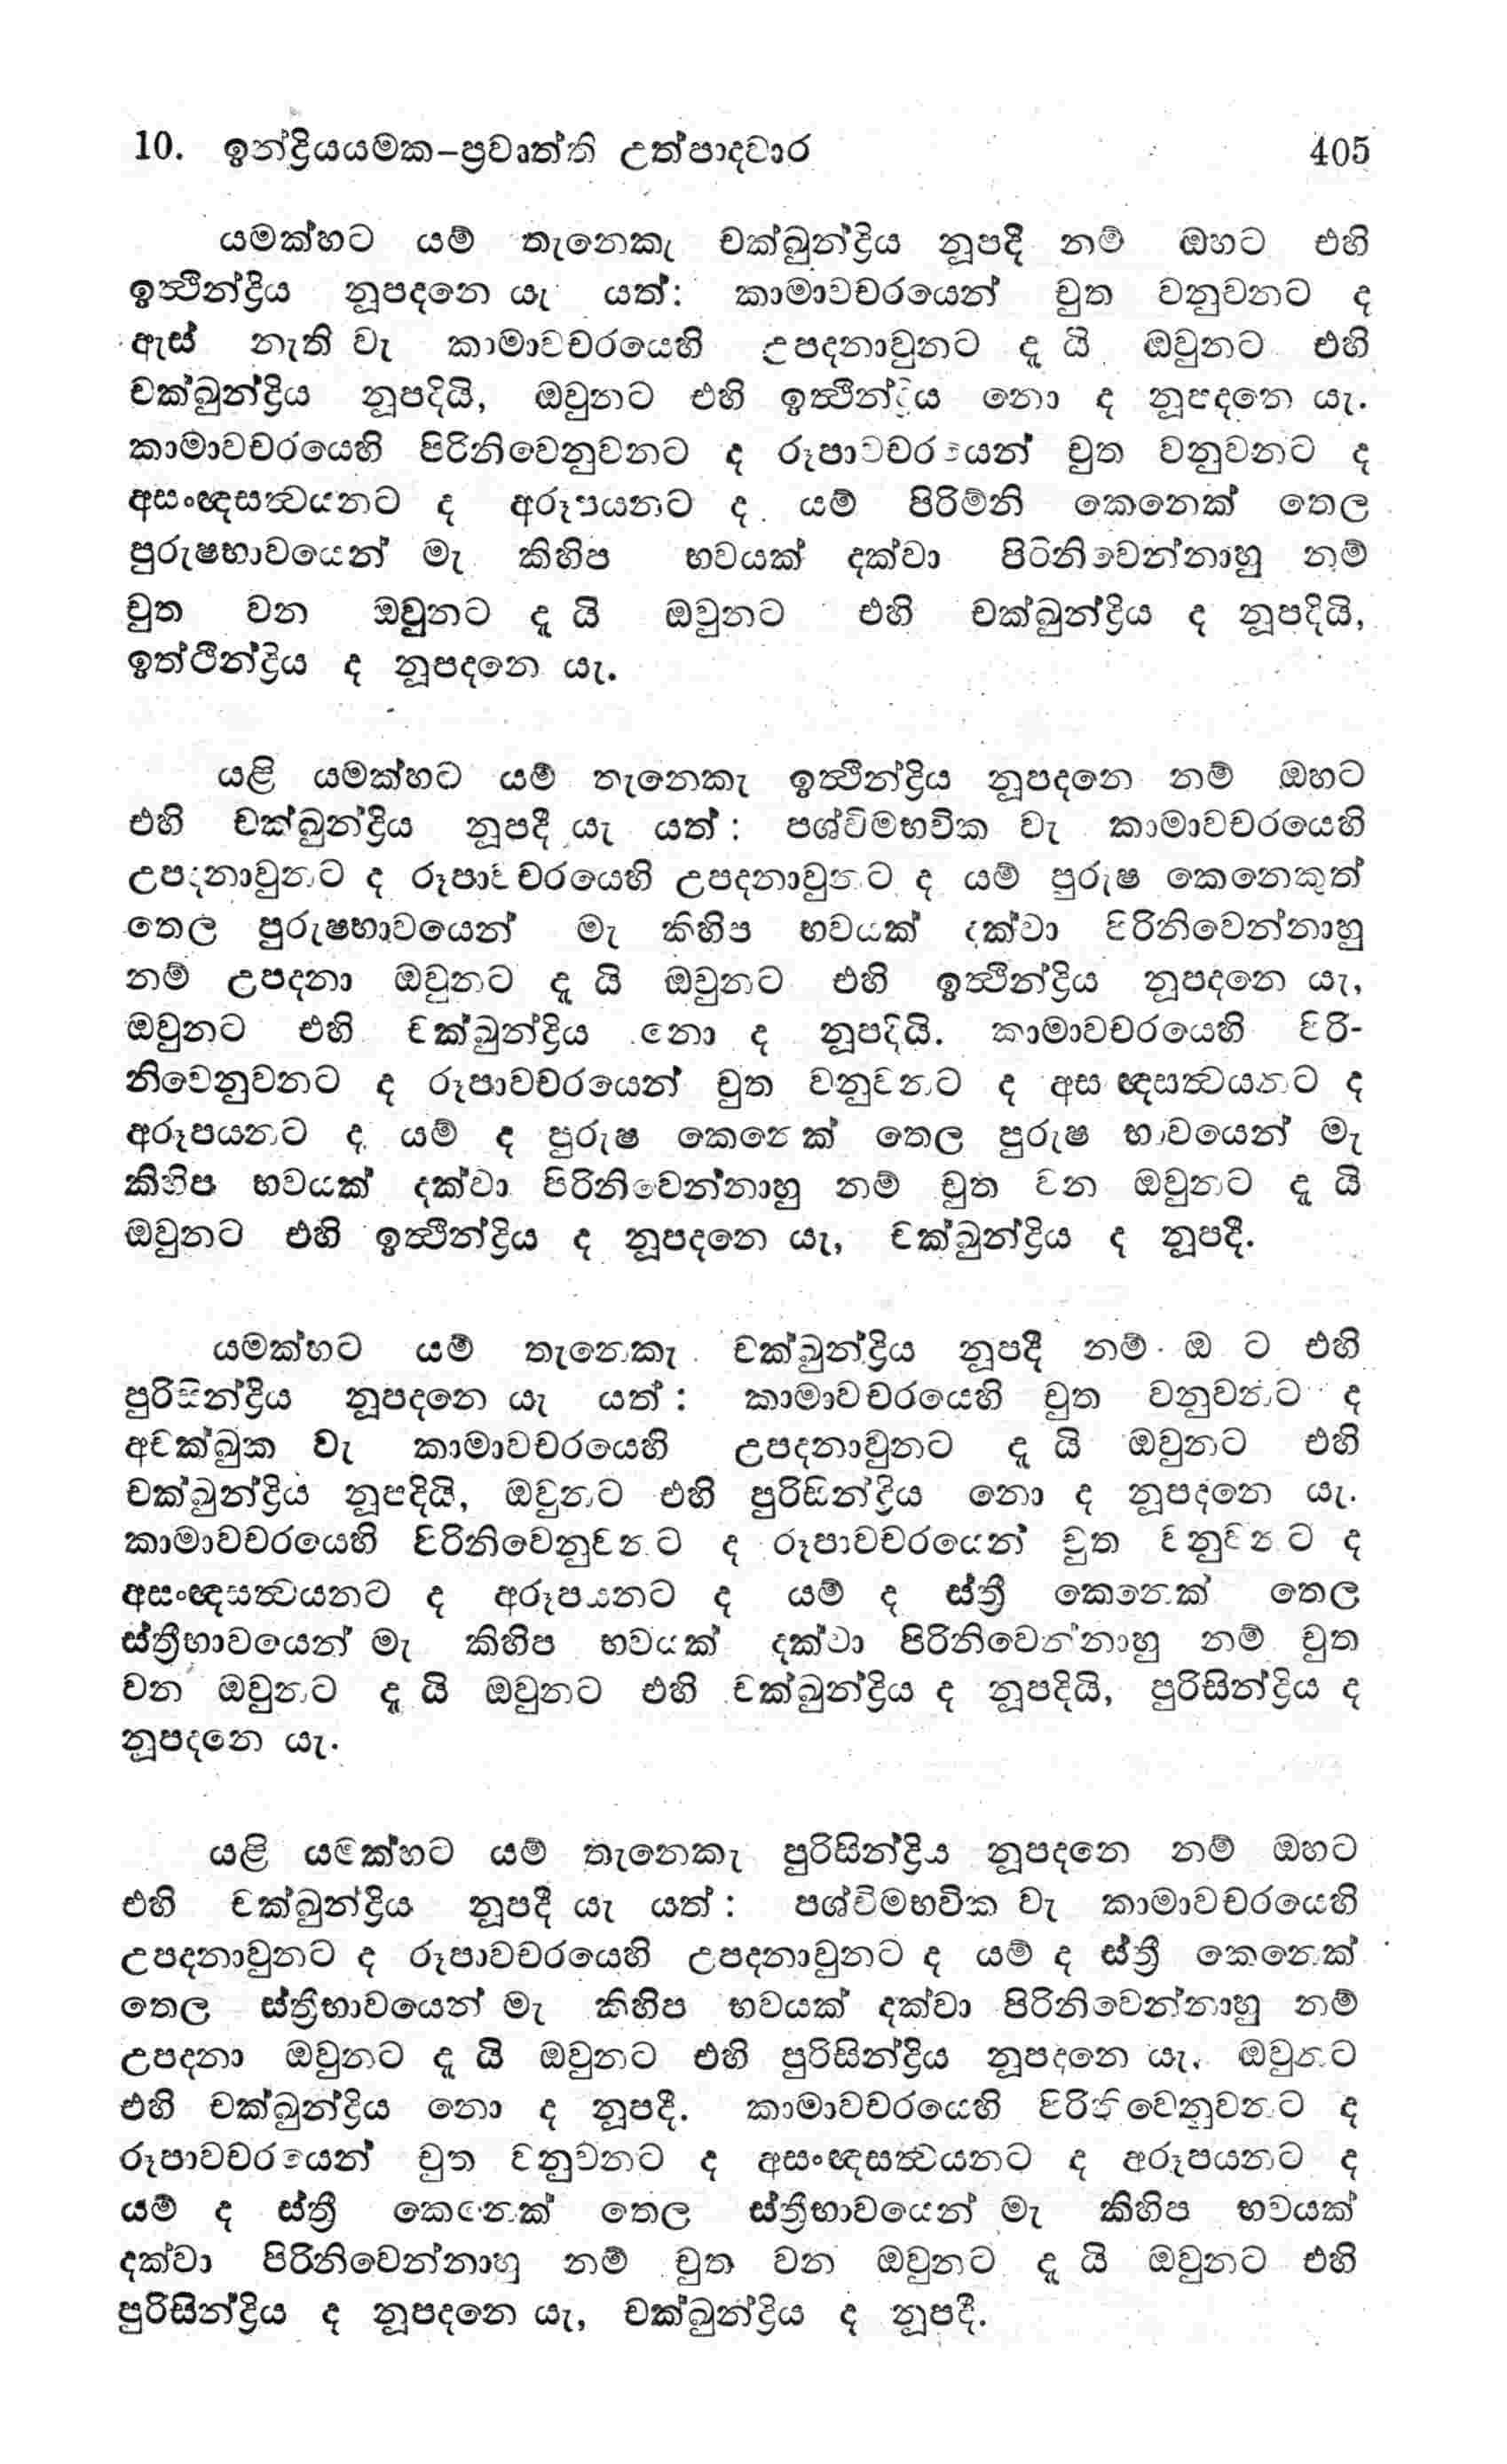 10. ඉන්ද්‍රියයමක–ප්‍රවෘත්ති උත්පාදවාර 405
යමක්හට යම් තැනෙකැ චක්ඛුන්ද්‍රිය නූපදී නම් ඔහට එහි
ඉත්‍ථින්ද්‍රිය නූපදනෙ යැ යත්: කාමාවචරයෙන් චුත වනුවනට ද
ඇස් නැති වැ කාමාවචරයෙහි උපදනාවුනට දැ යි ඔවුනට එහි
චක්ඛුන්ද්‍රිය නූපදියි, ඔවුනට එහි ඉත්‍ථින්ද්‍රිය නො ද නූපදනෙ යැ.
කාමාවචරයෙහි පිරිනිවෙනුවනට ද රූපාවචරයෙන් චුත වනුවනට ද
අසංඥසත්‍වයනට ද අරූපයනට ද යම් පිරිමිනි කෙනෙක් තෙල
පුරුෂභාවයෙන් මැ කිහිප භවයක් දක්වා පිරිනිවෙන්නාහු නම්
චුත වන ඔවුනට දැ යි ඔවුනට එහි චක්ඛුන්ද්‍රිය ද නූපදියි,
ඉත්ථින්ද්‍රිය ද නූපදනෙ යැ.
යළි යමක්හට යම් තැනෙකැ ඉත්‍ථින්ද්‍රිය නූපදනෙ නම් ඔහට
එහි චක්ඛුන්ද්‍රිය නූපදී යැ යත් : පශ්චිමභවික වැ කාමාවචරයෙහි
උපදනාවුනට ද රූපාවචරයෙහි උපදනාවුනට ද යම් පුරුෂ කෙනෙකුත්
තෙල පුරුෂභාවයෙන් මැ කිහිප භවයක් දක්වා පිරිනිවෙන්නාහු
නම් උපදනා ඔවුනට දැ යි ඔවුනට එහි ඉත්‍ථින්ද්‍රිය නූපදනෙ යැ,
ඔවුනට එහි චක්ඛුන්ද්‍රිය නො ද නූපදියි. කාමාවචරයෙහි පිරි-
නිවෙනුවනට ද රූපාවචරයෙන් චුත වනුවනට ද අස ඥසත්‍වයනට ද
අරූපයනට ද යම් ද පුරුෂ කෙනෙක් තෙල පුරුෂ භාවයෙන් මැ
කිහිප භවයක් දක්වා පිරිනිවෙන්නාහු නම් චුත වන ඔවුනට දැ යි
ඔවුනට එහි ඉත්‍ථින්ද්‍රිය ද නූපදනෙ යැ, චක්ඛුන්ද්‍රිය ද නූපදී.
යමක්හට යම් තැනෙකැ චක්ඛුන්ද්‍රිය නූපදී නම් ඔ ට එහි
පුරිසින්ද්‍රිය නූපදනෙ යැ යත් : කාමාවචරයෙහි චුත වනුවනට ද
අචක්ඛුක වැ කාමාවචරයෙහි උපදනාවුනට දැ යි ඔවුනට එහි
චක්ඛුන්ද්‍රිය නූපදියි, ඔවුනට එහි පුරිසින්ද්‍රිය නො ද නූපදනෙ යැ.
කාමාවචරයෙහි පිරිනිවෙනුවනට ද රූපාවචරයෙන් චුත වනුවනට ද
අසංඥසත්‍වයනට ද අරූපයනට ද යම් ද ස්ත්‍රී කෙනෙක් තෙල
ස්ත්‍රීභාවයෙන් මැ කිහිප භවයක් දක්වා පිරිනිවෙන්නාහු නම් චුත
වන ඔවුනට දැ යි ඔවුනට එහි චක්ඛුන්ද්‍රිය ද නූපදියි, පුරිසින්ද්‍රිය ද
නූපදනෙ යැ.
යළි යමක්හට යම් තැනෙකැ පුරිසින්ද්‍රිය නූපදනෙ නම් ඔහට
එහි චක්ඛුන්ද්‍රිය නූපදී යැ යත් : පශ්චිමභවික වැ කාමාවචරයෙහි
උපදනාවුනට ද රූපාවචරයෙහි උපදනාවුනට ද යම් ද ස්ත්‍රී කෙනෙක්
තෙල ස්ත්‍රීභාවයෙන් මැ කිහිප භවයක් දක්වා පිරිනිවෙන්නාහු නම්
උපදනා ඔවුනට දැ යි ඔවුනට එහි පුරිසින්ද්‍රිය නූපදනෙ යැ, ඔවුනට
එහි චක්ඛුන්ද්‍රිය නො ද නූපදී. කාමාවචරයෙහි පිරිනිවෙනුවනට ද
රූපාවචරයෙන් චුත වනුවනට ද අසංඥසත්‍වයනට ද අරූපයනට ද
යම් ද ස්ත්‍රී කෙනෙක් තෙල ස්ත්‍රීභාවයෙන් මැ කිහිප භවයක්
දක්වා පිරිනිවෙන්නාහු නම් චුත වන ඔවුනට දැ යි ඔවුනට එහි
පුරිසින්ද්‍රිය ද නූපදනෙ යැ, චක්ඛුන්ද්‍රිය ද නූපදී.